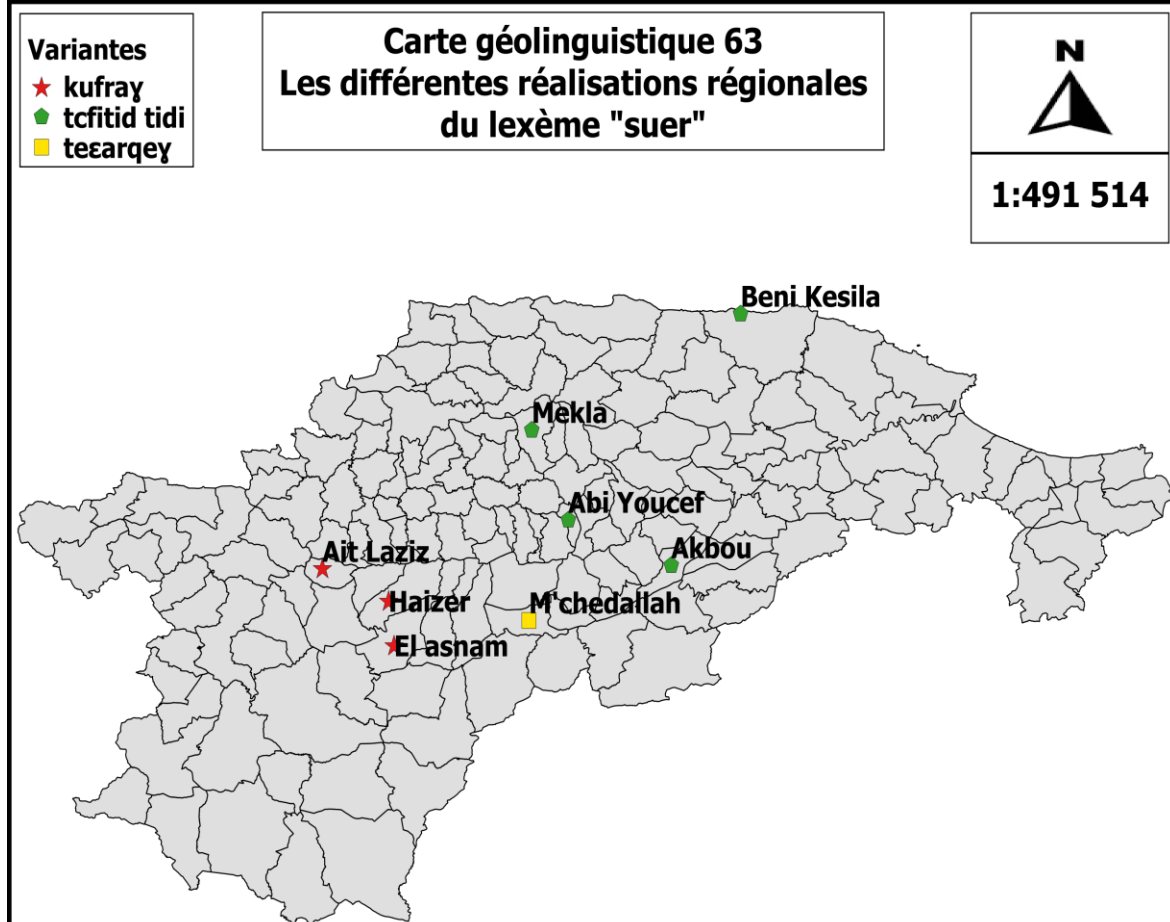 Variantes
kufraɣ
tcfitid tidi
teɛarqeɣ
Carte géolinguistique 63
Les différentes réalisations régionales
du lexème "suer"
N
1:491 514
Beni Kesila
Mekla
Abi Youcef
Ait Laziz
Akbou
Haizer
M'chedallah
El asnam